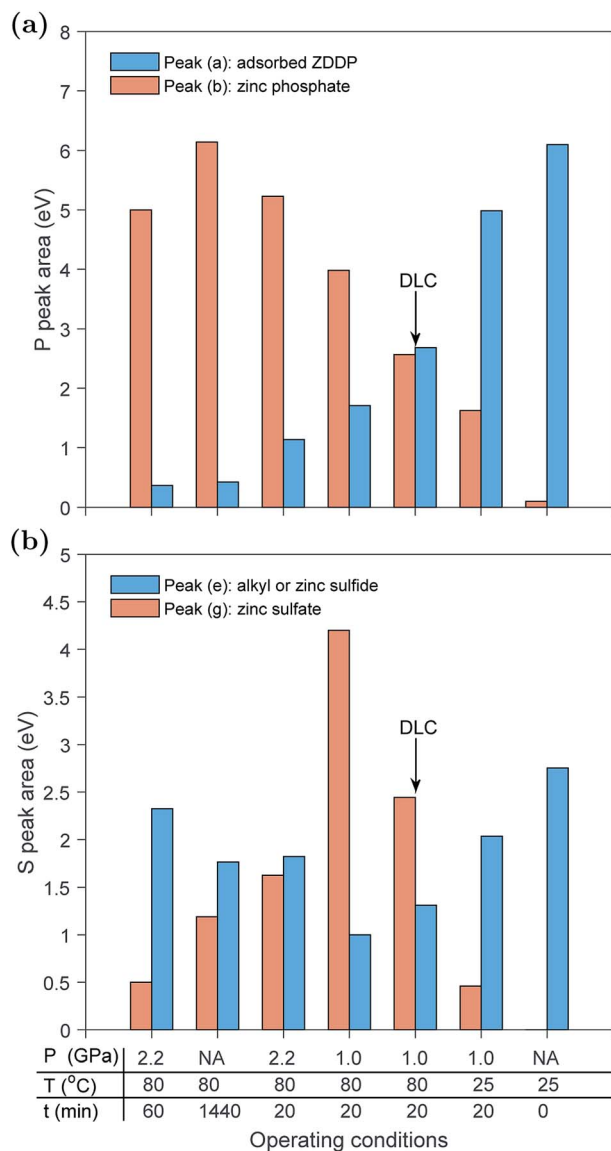 (a)
8
7
6
5
4
3
2
1
0
P peak area (eV)
Peak (a): adsorbed ZDDP
Peak (b): zinc phosphate
DLC
(b)
5
4.5
4
3.5
3
2.5
2
1.5
1
0.5
0
S peak area (eV)
Peak (e): alkyl or zinc sulfide
Peak (g): zinc sulfate
DLC
P (GPa) 2.2 NA 2.2 1.0 1.0 1.0 NA
T (°C) 80 80 80 80 80 25 25
t (min) 60 1440 20 20 20 20 0
Operating conditions